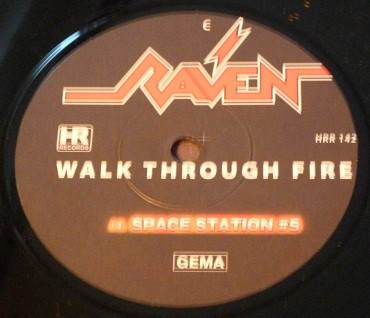 E
RAVEN
HR
RECORDS
HRR 142
WALK THROUGH FIRE
SPACE STATION #5
GEMA